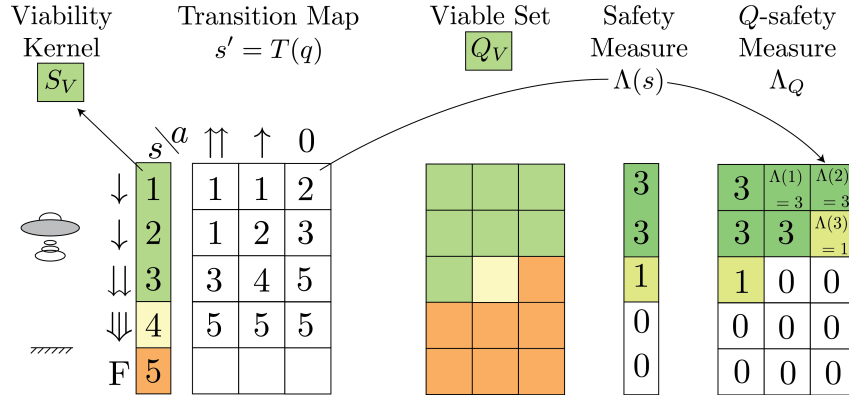 Viability Kernel
S_V
Transition Map
s′ = T(q)
Viable Set
Q_V
Safety Measure
Λ(s)
Q-safety Measure
Λ_Q
s\a ⇈ ↑ 0
↓ 1 1 1 2 3 3 Λ(1) = 3 Λ(2) = 3
↓ 2 1 2 3 3 3 3 Λ(3) = 1
⇊ 3 3 4 5 1 1 0 0
⤋ 4 5 5 5 0 0 0 0
F 5 0 0 0 0